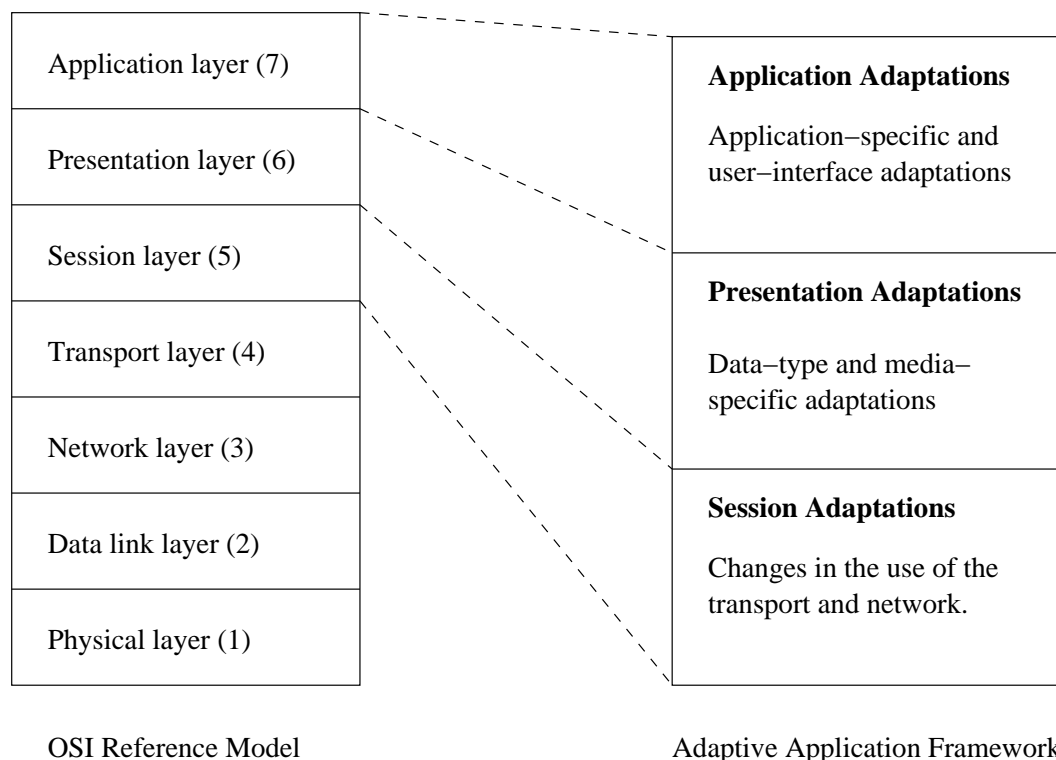 Application layer (7)
Presentation layer (6)
Session layer (5)
Transport layer (4)
Network layer (3)
Data link layer (2)
Physical layer (1)
OSI Reference Model
Application Adaptations
Application−specific and
user−interface adaptations
Presentation Adaptations
Data−type and media−
specific adaptations
Session Adaptations
Changes in the use of the
transport and network.
Adaptive Application Framework